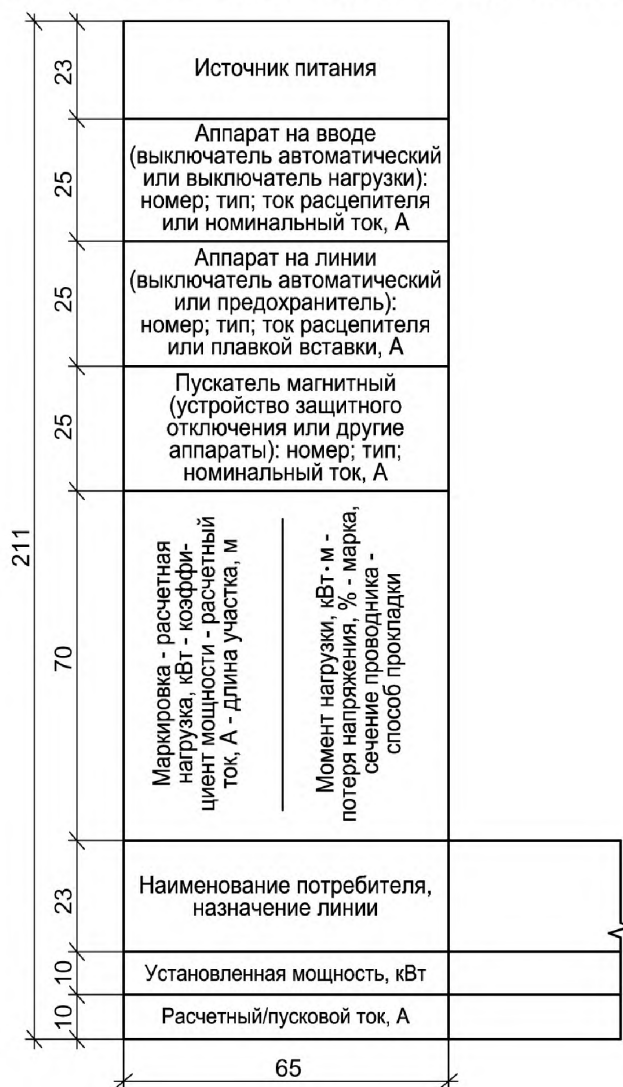 23
Источник питания
25
Аппарат на вводе
(выключатель автоматический
или выключатель нагрузки):
номер; тип; ток расцепителя
или номинальный ток, А
25
Аппарат на линии
(выключатель автоматический
или предохранитель):
номер; тип; ток расцепителя
или плавкой вставки, А
25
Пускатель магнитный
(устройство защитного
отключения или другие
аппараты): номер; тип;
номинальный ток, А
211
70
Маркировка - расчетная
нагрузка, кВт - коэффи-
циент мощности - расчетный
ток, А - длина участка, м
Момент нагрузки, кВт·м -
потеря напряжения, % - марка,
сечение проводника -
способ прокладки
23
Наименование потребителя,
назначение линии
10
Установленная мощность, кВт
10
Расчетный/пусковой ток, А
65